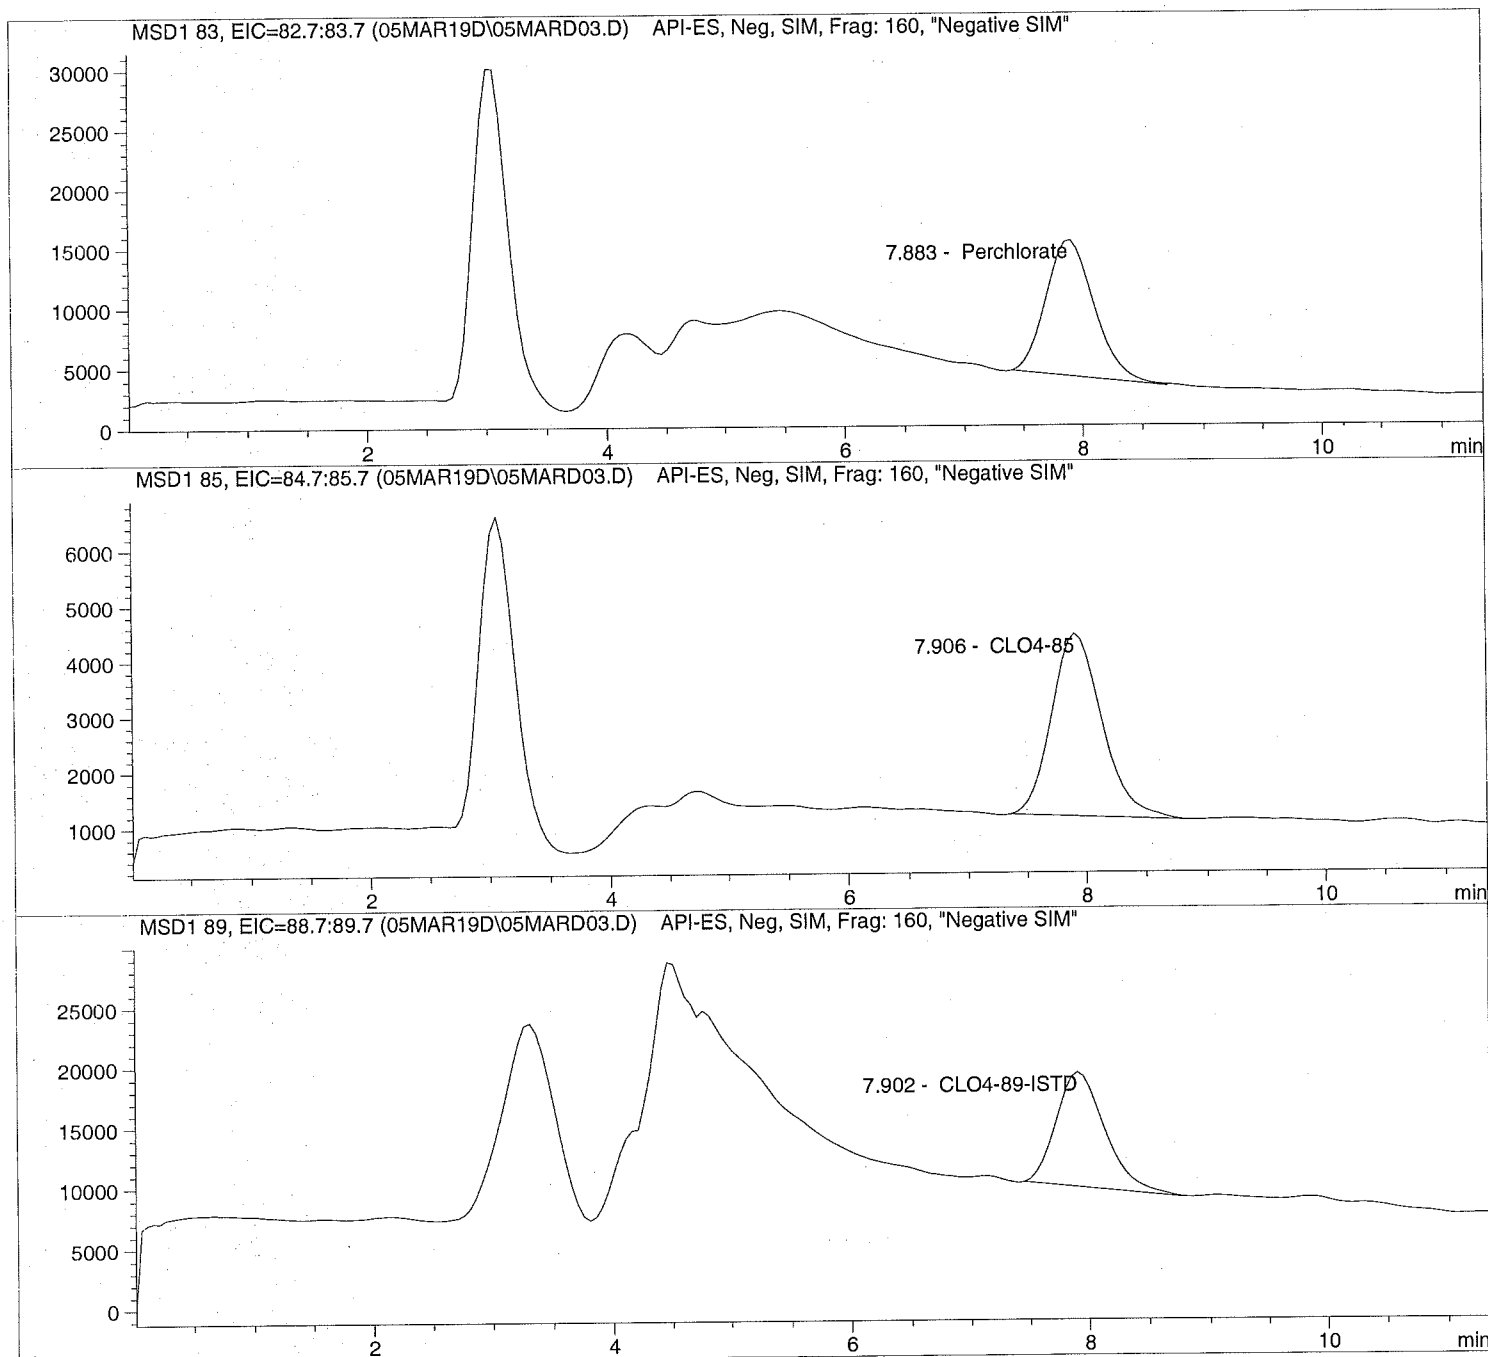 MSD1 83, EIC=82.7:83.7 (05MAR19D\05MARD03.D) API-ES, Neg, SIM, Frag: 160, "Negative SIM"
30000
25000
20000
15000
10000
5000
0
7.883 - Perchlorate
2 4 6 8 10 min
MSD1 85, EIC=84.7:85.7 (05MAR19D\05MARD03.D) API-ES, Neg, SIM, Frag: 160, "Negative SIM"
6000
5000
4000
3000
2000
1000
7.906 - CLO4-85
2 4 6 8 10 min
MSD1 89, EIC=88.7:89.7 (05MAR19D\05MARD03.D) API-ES, Neg, SIM, Frag: 160, "Negative SIM"
25000
20000
15000
10000
5000
0
7.902 - CLO4-89-ISTD
2 4 6 8 10 min